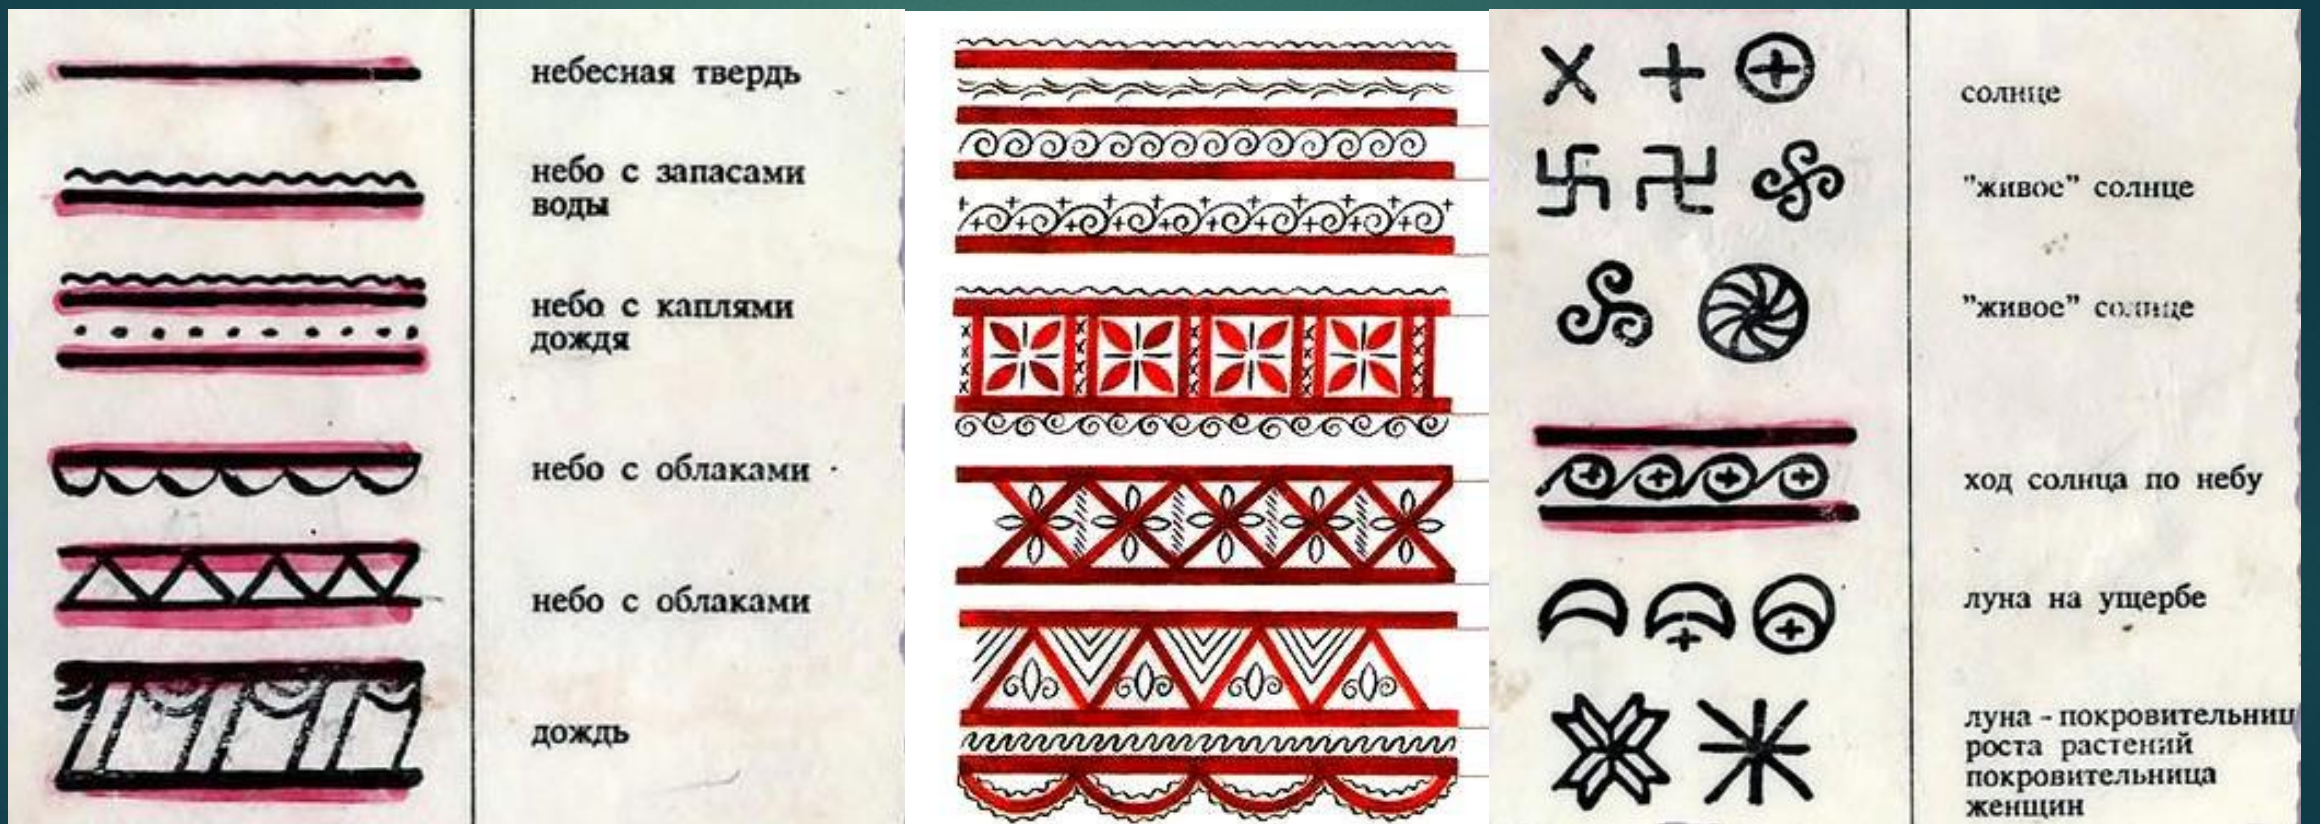 небесная твердь
небо с запасами
воды
небо с каплями
дождя
небо с облаками
небо с облаками
дождь
солнце
"живое" солнце
"живое" солнце
ход солнца по небу
луна на ущербе
луна - покровительниц
роста растений
покровительница
женщин